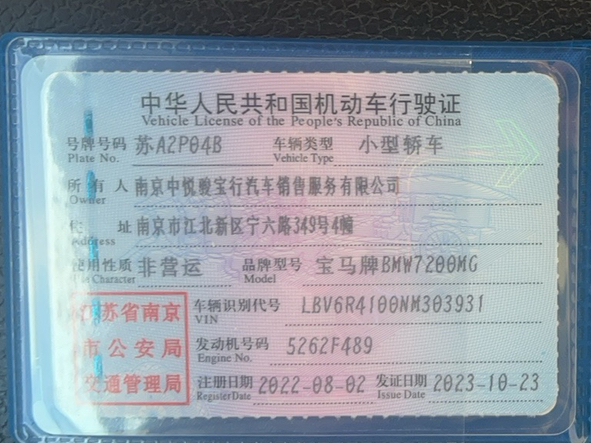 中华人民共和国机动车行驶证
Vehicle License of the People's Republic of China
号牌号码 苏A2P04B 车辆类型 小型轿车
Plate No. Vehicle Type
所有人 南京中悦骏宝行汽车销售服务有限公司
Owner
住 址 南京市江北新区宁六路349号4幢
Address
使用性质 非营运 品牌型号 宝马牌BMW7200MG
Use Character Model
江苏省南京 车辆识别代号 LBV6R4100NM303931
VIN
市公安局 发动机号码 5262F489
Engine No.
交通管理局 注册日期 2022-08-02 发证日期 2023-10-23
Register Date Issue Date